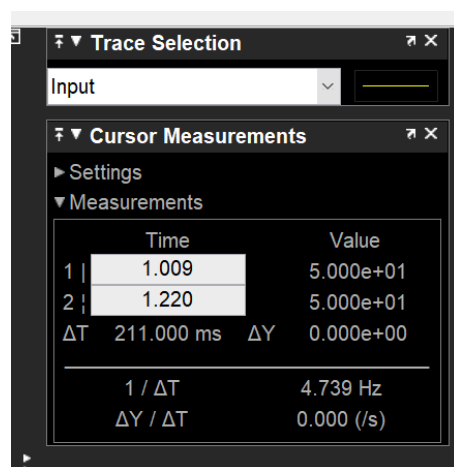 Trace Selection
Input
Cursor Measurements
Settings
Measurements
Time Value
1 | 1.009 5.000e+01
2 ¦ 1.220 5.000e+01
ΔT 211.000 ms ΔY 0.000e+00
1 / ΔT 4.739 Hz
ΔY / ΔT 0.000 (/s)